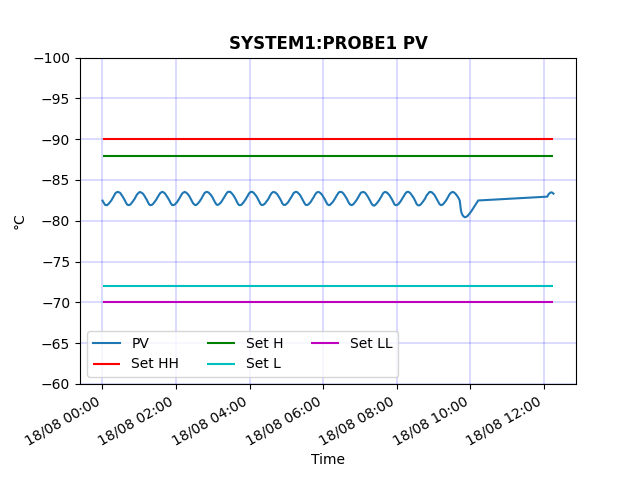 SYSTEM1:PROBE1 PV
−100
−95
−90
−85
−80
−75
−70
−65
−60
°C
PV
Set HH
Set H
Set L
Set LL
18/08 00:00
18/08 02:00
18/08 04:00
18/08 06:00
18/08 08:00
18/08 10:00
18/08 12:00
Time